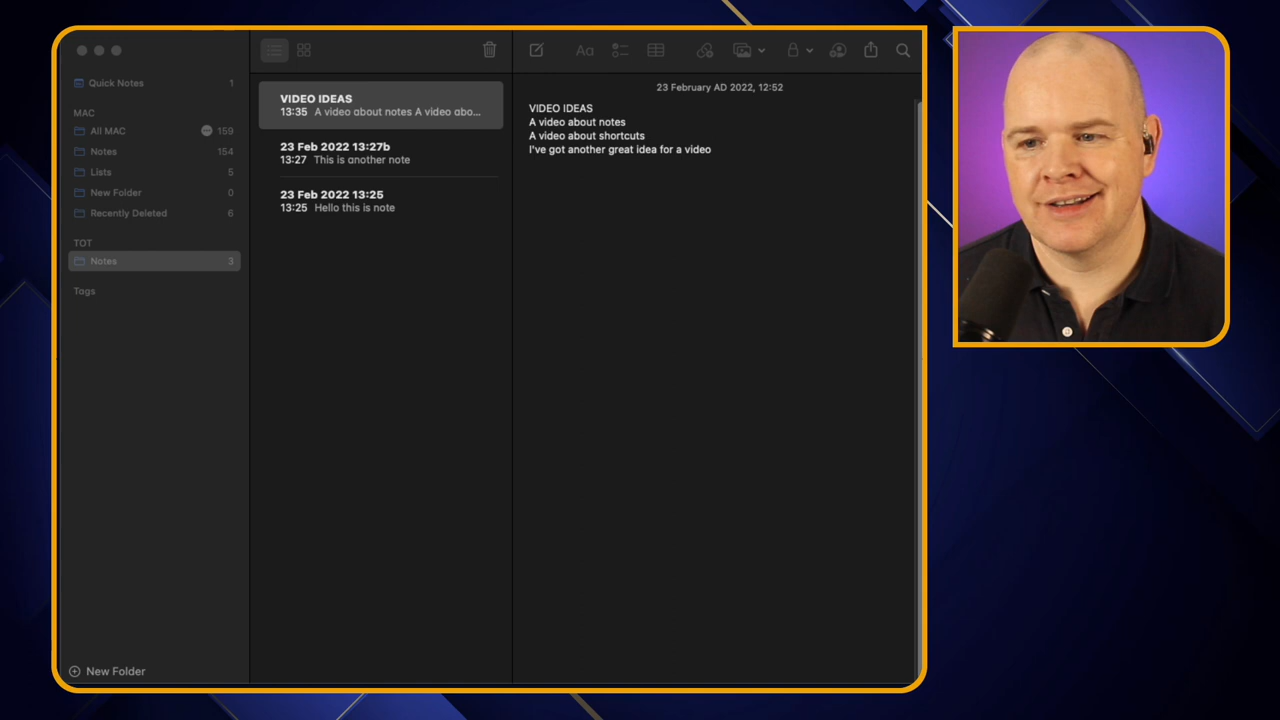 Quick Notes 1
MAC
All MAC 159
Notes 154
Lists 5
New Folder 0
Recently Deleted 6
TOT
Notes 3
Tags
New Folder
VIDEO IDEAS
13:35 A video about notes A video abo...
23 Feb 2022 13:27b
13:27 This is another note
23 Feb 2022 13:25
13:25 Hello this is note
Aa
23 February AD 2022, 12:52
VIDEO IDEAS
A video about notes
A video about shortcuts
I've got another great idea for a video